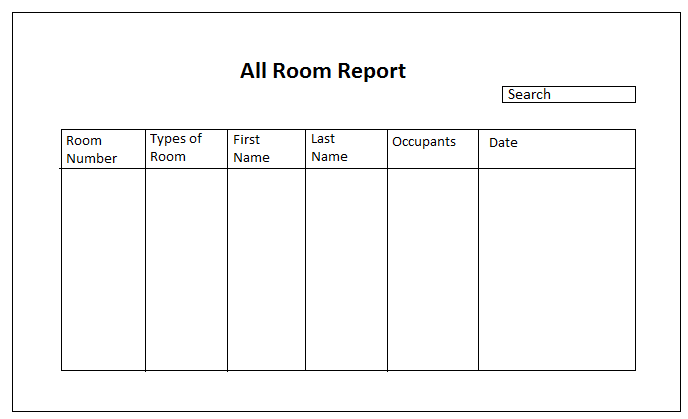 All Room Report
Search
Room
Number
Types of
Room
First
Name
Last
Name
Occupants
Date